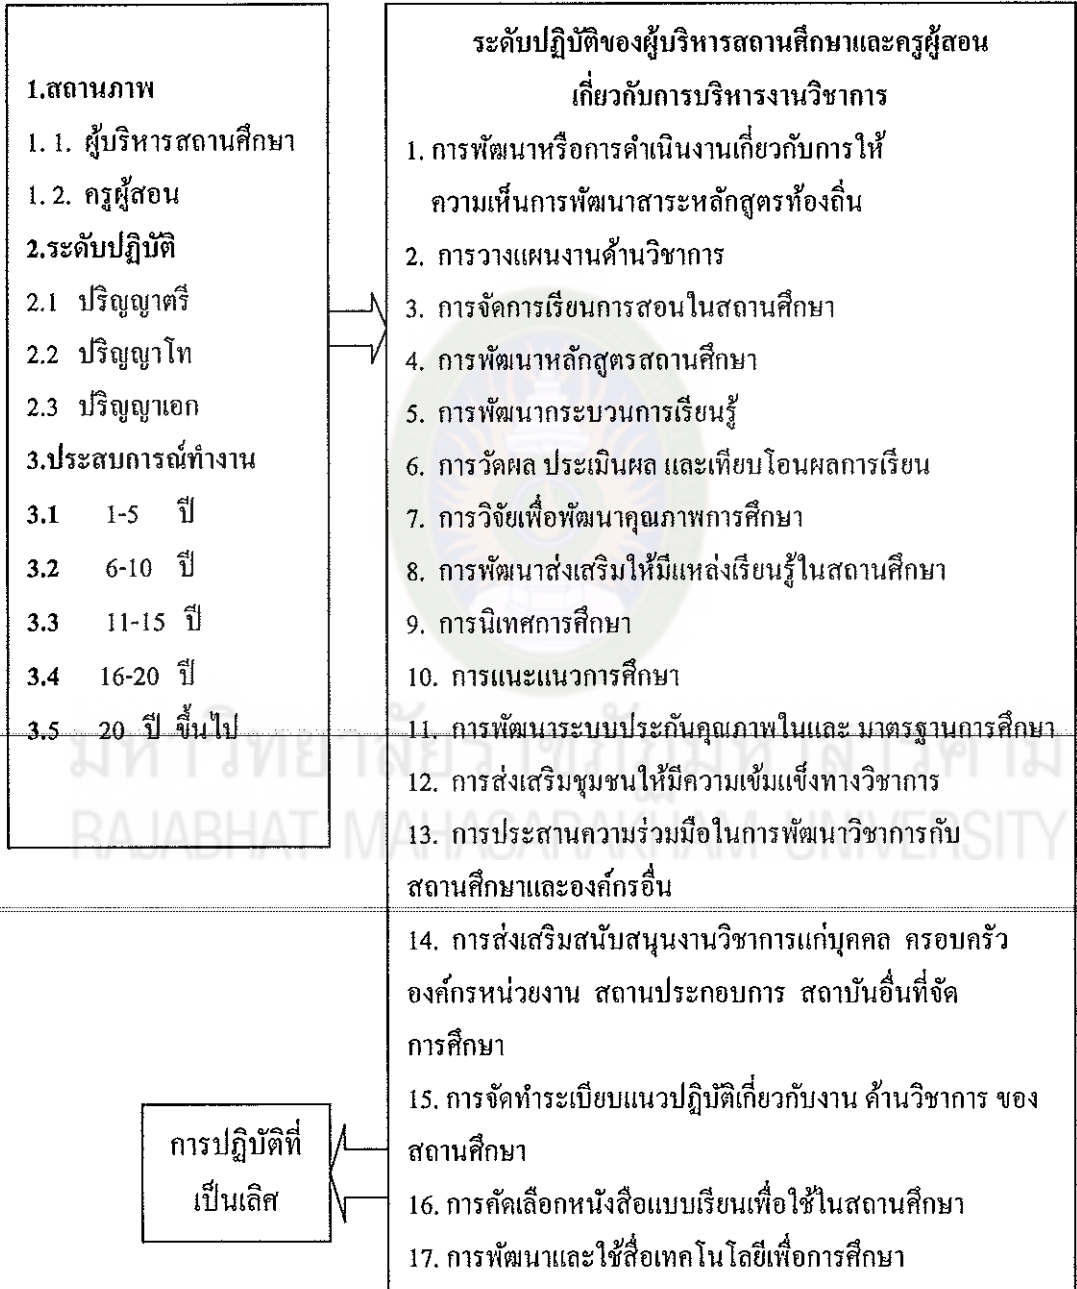 1.สถานภาพ
1. 1. ผู้บริหารสถานศึกษา
1. 2. ครูผู้สอน
2.ระดับปฏิบัติ
2.1 ปริญญาตรี
2.2 ปริญญาโท
2.3 ปริญญาเอก
3.ประสบการณ์ทำงาน
3.1 1-5 ปี
3.2 6-10 ปี
3.3 11-15 ปี
3.4 16-20 ปี
3.5 20 ปี ขึ้นไป
ระดับปฏิบัติของผู้บริหารสถานศึกษาและครูผู้สอน
เกี่ยวกับการบริหารงานวิชาการ
1. การพัฒนาหรือการดำเนินงานเกี่ยวกับการให้
ความเห็นการพัฒนาสาระหลักสูตรท้องถิ่น
2. การวางแผนงานด้านวิชาการ
3. การจัดการเรียนการสอนในสถานศึกษา
4. การพัฒนาหลักสูตรสถานศึกษา
5. การพัฒนากระบวนการเรียนรู้
6. การวัดผล ประเมินผล และเทียบโอนผลการเรียน
7. การวิจัยเพื่อพัฒนาคุณภาพการศึกษา
8. การพัฒนาส่งเสริมให้มีแหล่งเรียนรู้ในสถานศึกษา
9. การนิเทศการศึกษา
10. การแนะแนวการศึกษา
11. การพัฒนาระบบประกันคุณภาพในและ มาตรฐานการศึกษา
12. การส่งเสริมชุมชนให้มีความเข้มแข็งทางวิชาการ
13. การประสานความร่วมมือในการพัฒนาวิชาการกับ
สถานศึกษาและองค์กรอื่น
14. การส่งเสริมสนับสนุนงานวิชาการแก่บุคคล ครอบครัว
องค์กรหน่วยงาน สถานประกอบการ สถาบันอื่นที่จัด
การศึกษา
15. การจัดทำระเบียบแนวปฏิบัติเกี่ยวกับงาน ด้านวิชาการ ของ
สถานศึกษา
16. การคัดเลือกหนังสือแบบเรียนเพื่อใช้ในสถานศึกษา
17. การพัฒนาและใช้สื่อเทคโนโลยีเพื่อการศึกษา
การปฏิบัติที่
เป็นเลิศ
มหาวิทยาลัยราชภัฏมหาสารคาม
RAJABHAT MAHASARAKHAM UNIVERSITY